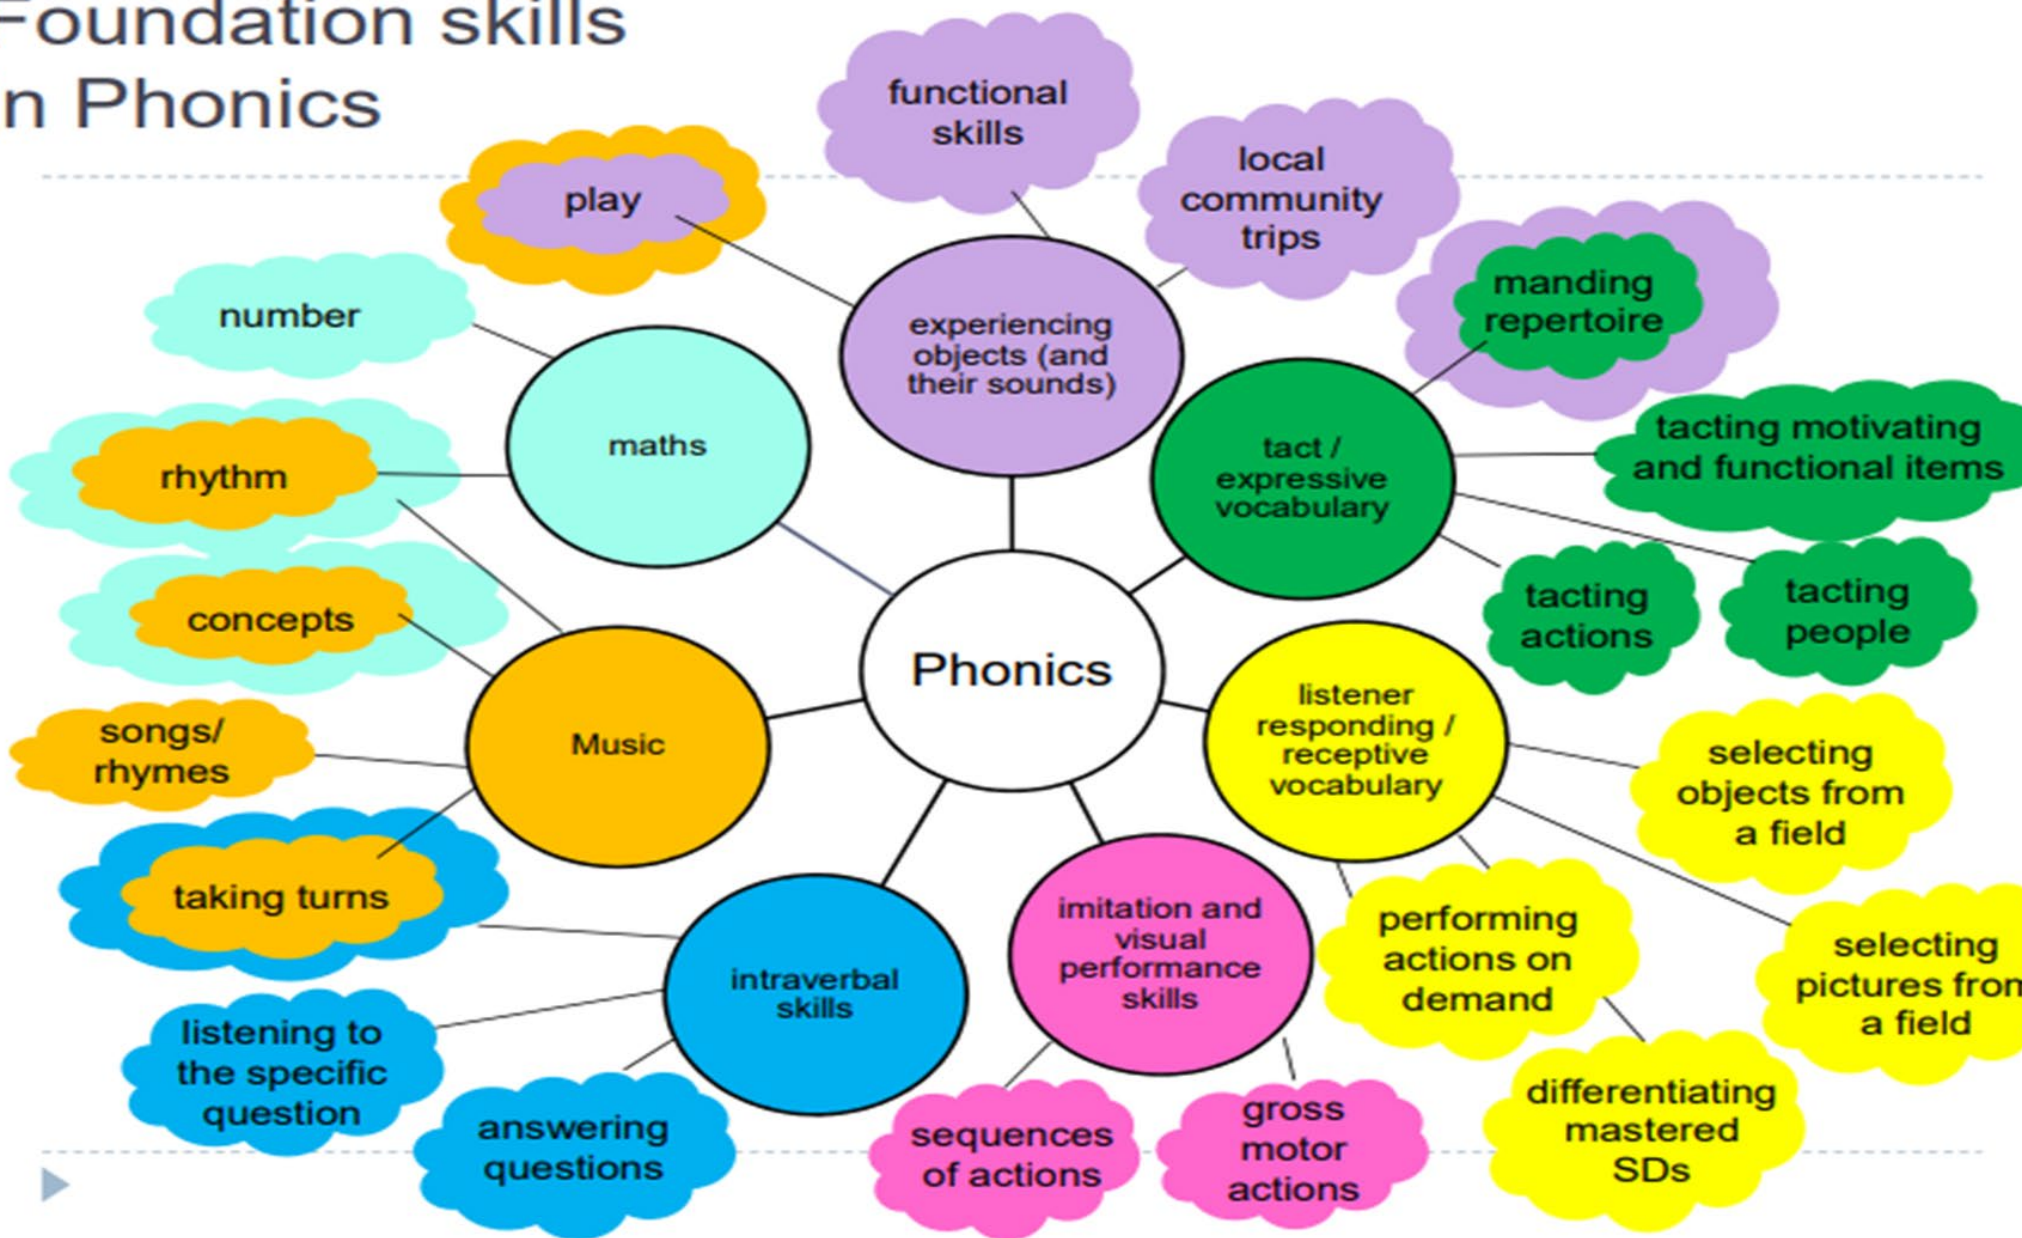 Foundation skills
n Phonics
functional
skills
local
community
trips
play
manding
repertoire
number
experiencing
objects (and
their sounds)
tacting motivating
and functional items
maths
tact /
expressive
vocabulary
rhythm
tacting
actions
tacting
people
concepts
Phonics
listener
responding /
receptive
vocabulary
songs/
rhymes
Music
selecting
objects from
a field
taking turns
imitation and
visual
performance
skills
performing
actions on
demand
selecting
pictures from
a field
intraverbal
skills
listening to
the specific
question
answering
questions
sequences
of actions
gross
motor
actions
differentiating
mastered
SDs